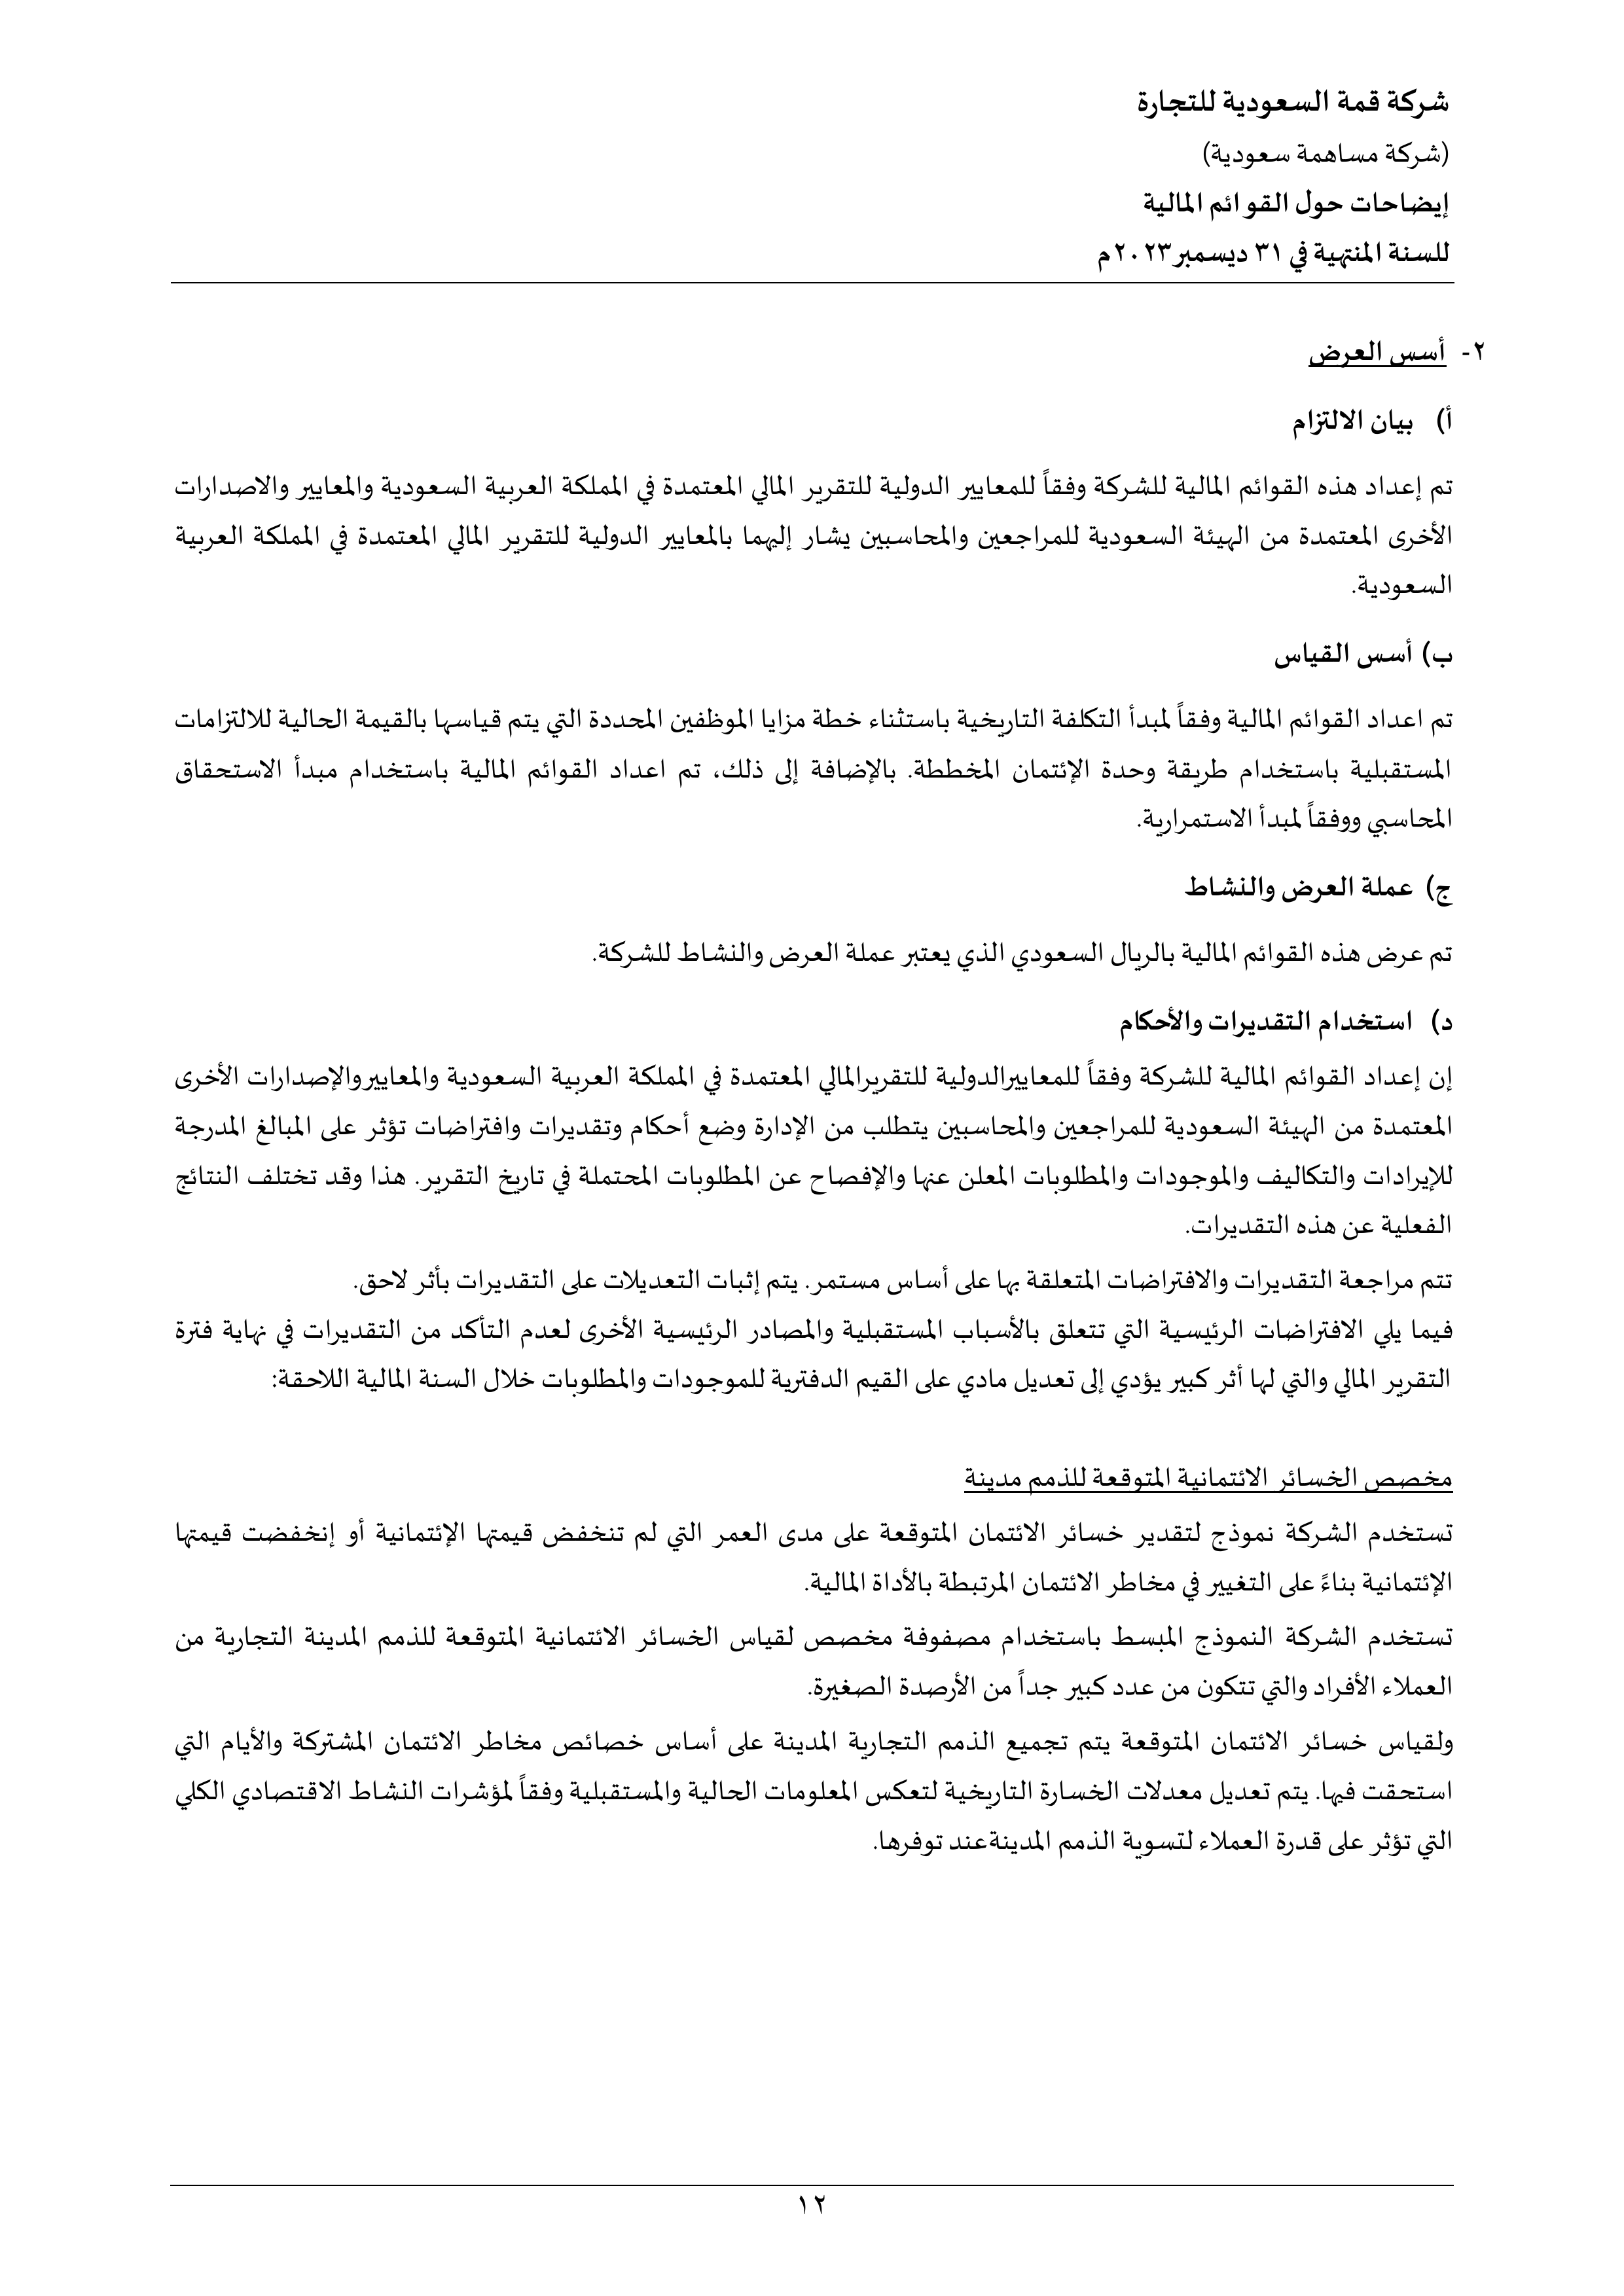 شركة قمة السعودية للتجارة
(شركة مساهمة سعودية)
إيضاحات حول القوائم المالية
للسنة المنتهية في ٣١ ديسمبر ٢٠٢٣م
٢- أسس العرض
أ) بيان الالتزام
تم إعداد هذه القوائم المالية للشركة وفقاً للمعايير الدولية للتقرير المالي المعتمدة في المملكة العربية السعودية والمعايير والاصدارات
الأخرى المعتمدة من الهيئة السعودية للمراجعين والمحاسبين يشار إليهما بالمعايير الدولية للتقرير المالي المعتمدة في المملكة العربية
السعودية.
ب) أسس القياس
تم اعداد القوائم المالية وفقاً لمبدأ التكلفة التاريخية باستثناء خطة مزايا الموظفين المحددة التي يتم قياسها بالقيمة الحالية للالتزامات
المستقبلية باستخدام طريقة وحدة الإئتمان المخططة. بالإضافة إلى ذلك، تم اعداد القوائم المالية باستخدام مبدأ الاستحقاق
المحاسبي ووفقاً لمبدأ الاستمرارية.
ج) عملة العرض والنشاط
تم عرض هذه القوائم المالية بالريال السعودي الذي يعتبر عملة العرض والنشاط للشركة.
د) استخدام التقديرات والأحكام
إن إعداد القوائم المالية للشركة وفقاً للمعاييرالدولية للتقريرالمالي المعتمدة في المملكة العربية السعودية والمعاييروالإصدارات الأخرى
المعتمدة من الهيئة السعودية للمراجعين والمحاسبين يتطلب من الإدارة وضع أحكام وتقديرات وافتراضات تؤثر على المبالغ المدرجة
للإيرادات والتكاليف والموجودات والمطلوبات المعلن عنها والإفصاح عن المطلوبات المحتملة في تاريخ التقرير. هذا وقد تختلف النتائج
الفعلية عن هذه التقديرات.
تتم مراجعة التقديرات والافتراضات المتعلقة بها على أساس مستمر. يتم إثبات التعديلات على التقديرات بأثر لاحق.
فيما يلي الافتراضات الرئيسية التي تتعلق بالأسباب المستقبلية والمصادر الرئيسية الأخرى لعدم التأكد من التقديرات في نهاية فترة
التقرير المالي والتي لها أثر كبير يؤدي إلى تعديل مادي على القيم الدفترية للموجودات والمطلوبات خلال السنة المالية اللاحقة:
مخصص الخسائر الائتمانية المتوقعة للذمم مدينة
تستخدم الشركة نموذج لتقدير خسائر الائتمان المتوقعة على مدى العمر التي لم تنخفض قيمتها الإئتمانية أو إنخفضت قيمتها
الإئتمانية بناءً على التغيير في مخاطر الائتمان المرتبطة بالأداة المالية.
تستخدم الشركة النموذج المبسط باستخدام مصفوفة مخصص لقياس الخسائر الائتمانية المتوقعة للذمم المدينة التجارية من
العملاء الأفراد والتي تتكون من عدد كبير جداً من الأرصدة الصغيرة.
ولقياس خسائر الائتمان المتوقعة يتم تجميع الذمم التجارية المدينة على أساس خصائص مخاطر الائتمان المشتركة والأيام التي
استحقت فيها. يتم تعديل معدلات الخسارة التاريخية لتعكس المعلومات الحالية والمستقبلية وفقاً لمؤشرات النشاط الاقتصادي الكلي
التي تؤثر على قدرة العملاء لتسوية الذمم المدينةعند توفرها.
١٢